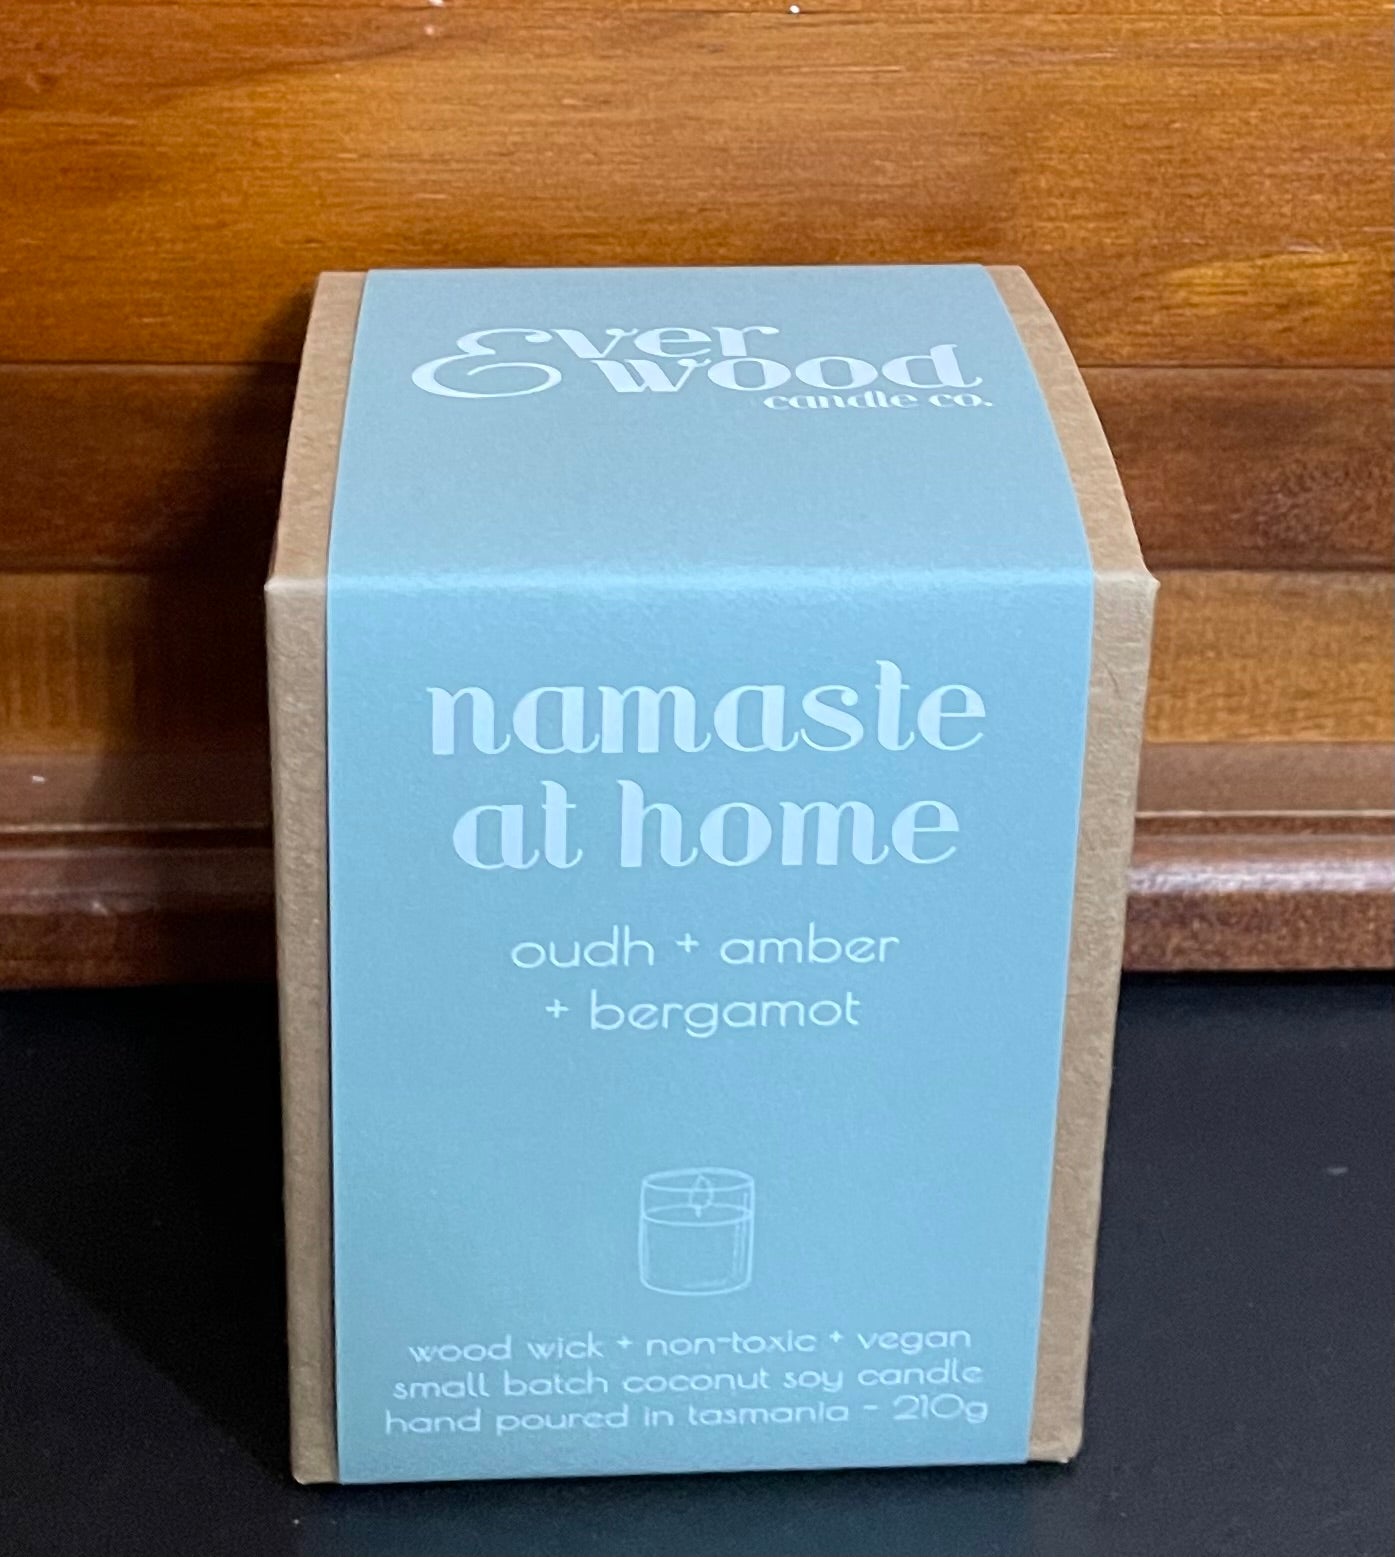 Ever
wood
candle co.
namaste
at home
oudh + amber
+ bergamot
wood wick + non-toxic + vegan
small batch coconut soy candle
hand poured in tasmania - 210g